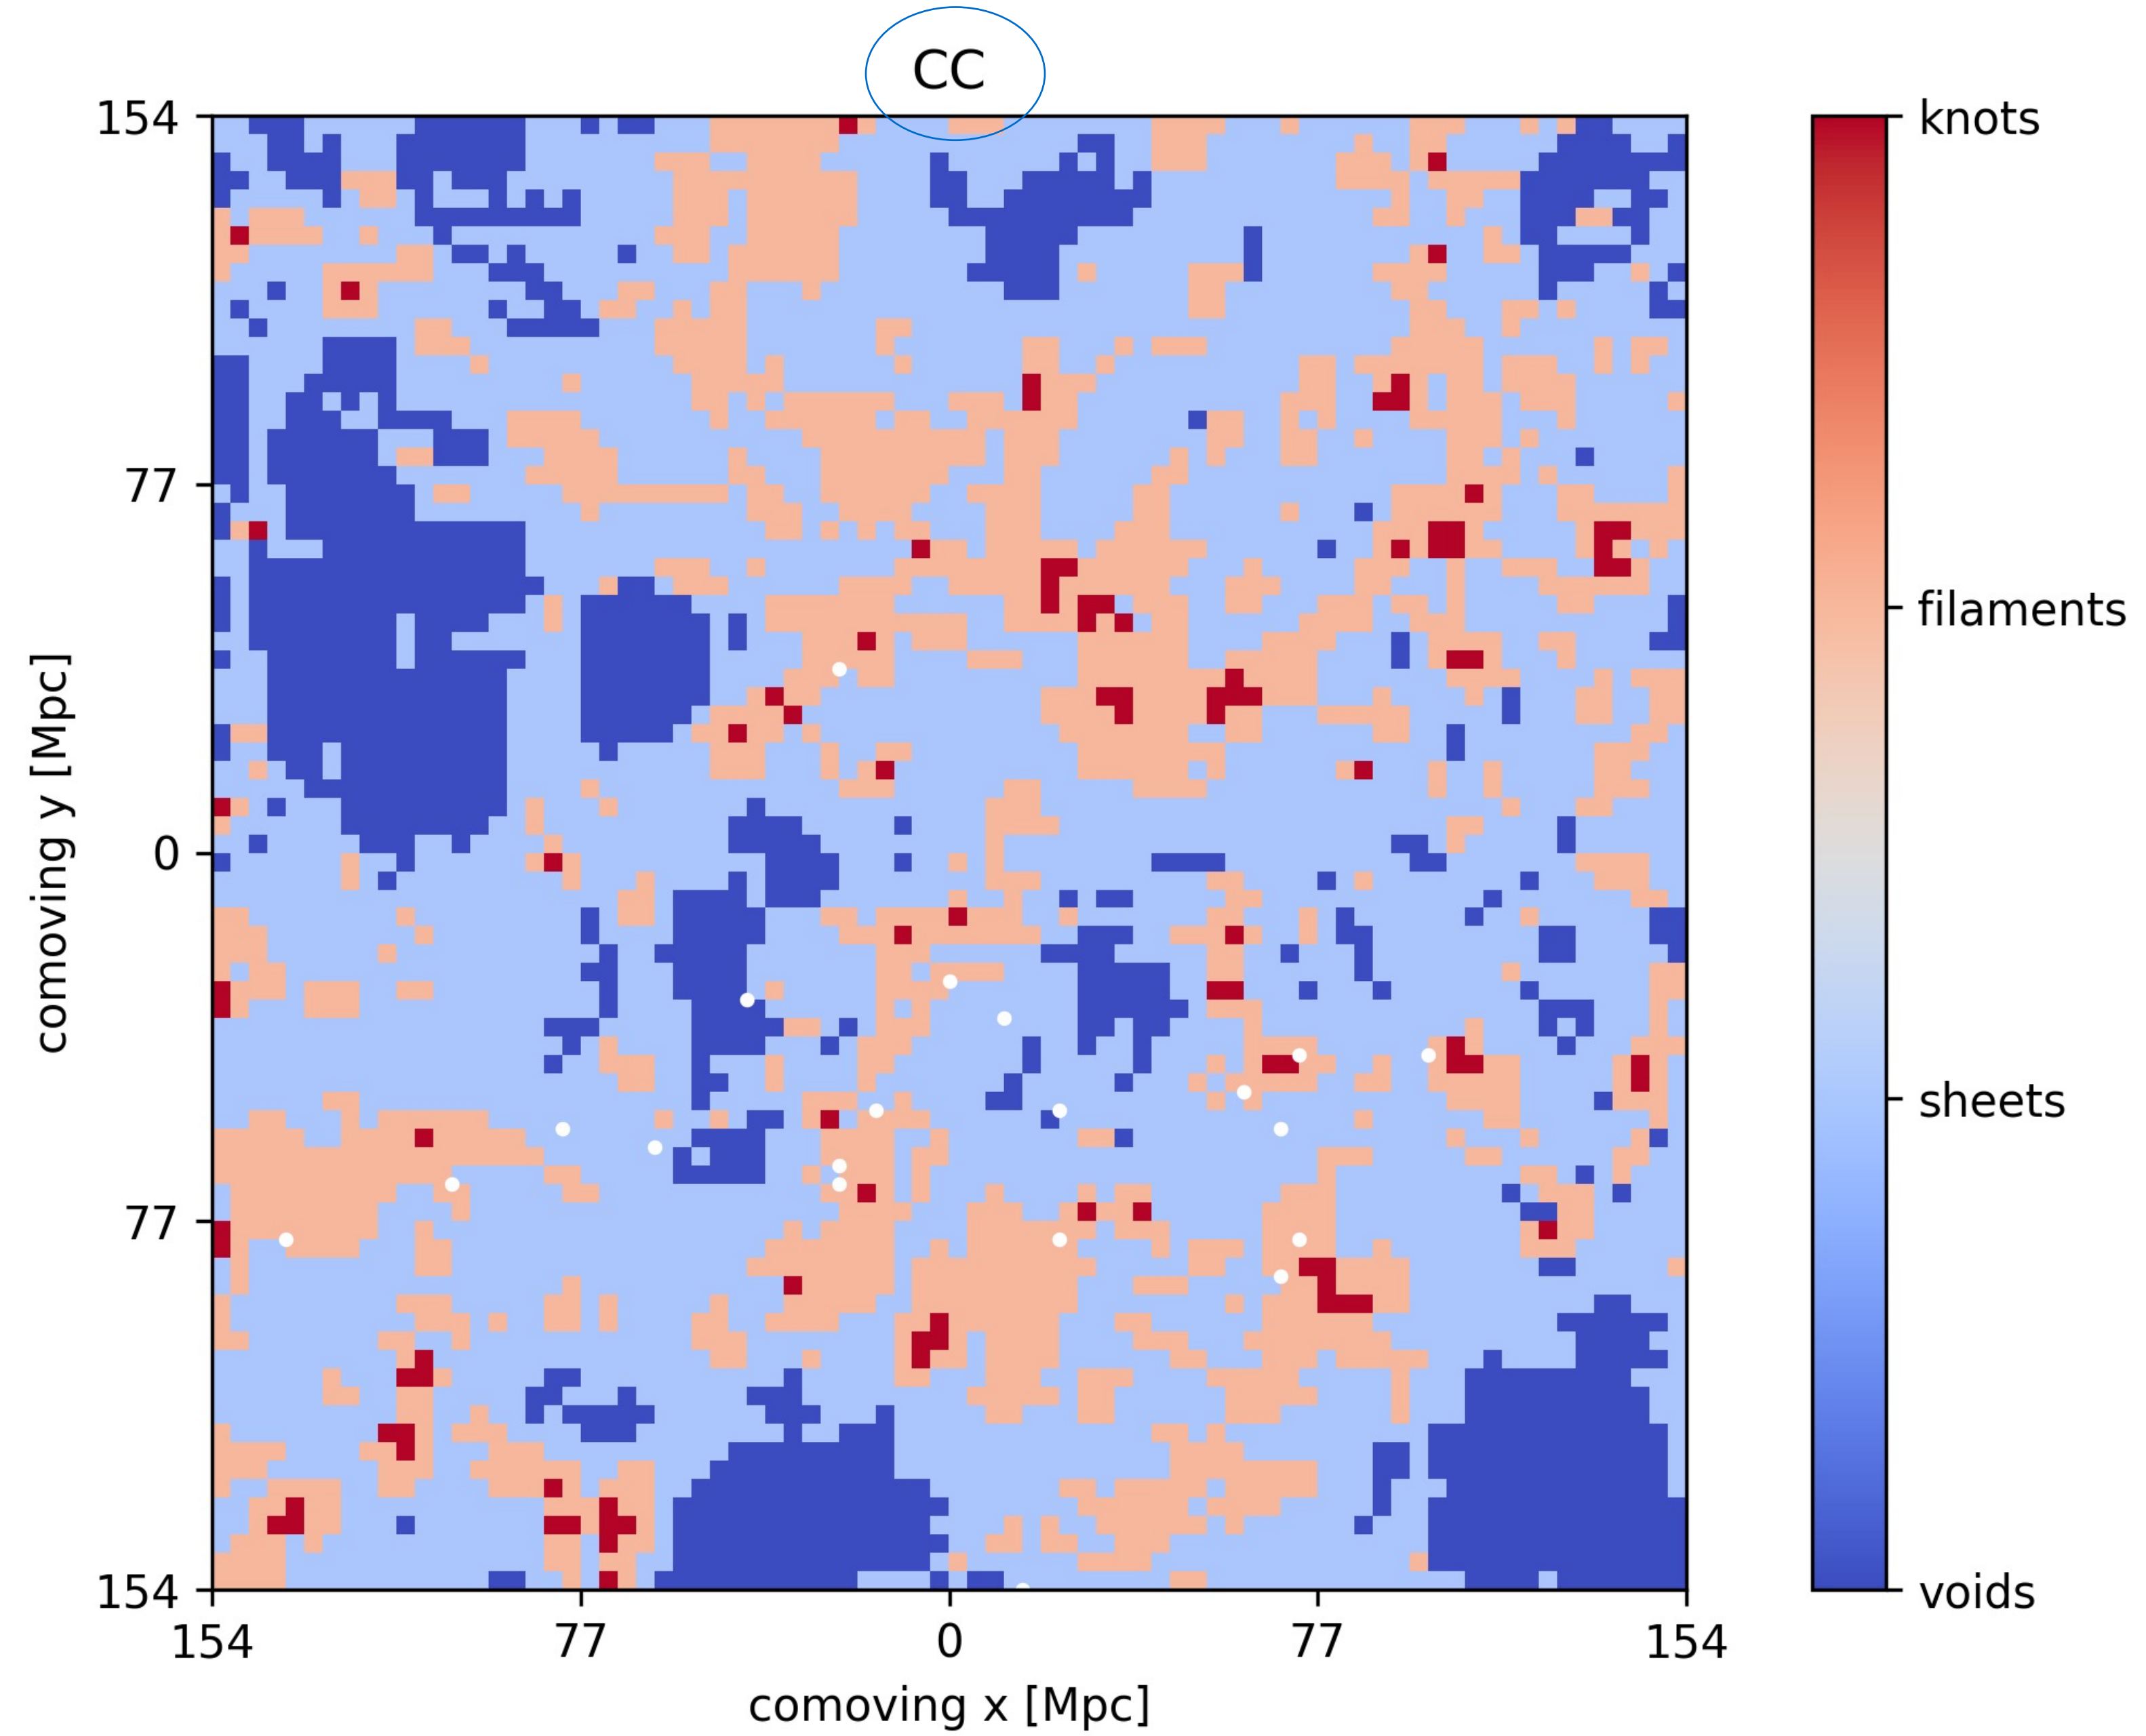 CC
154
77
0
77
154
comoving y [Mpc]
154
77
0
77
154
comoving x [Mpc]
knots
filaments
sheets
voids